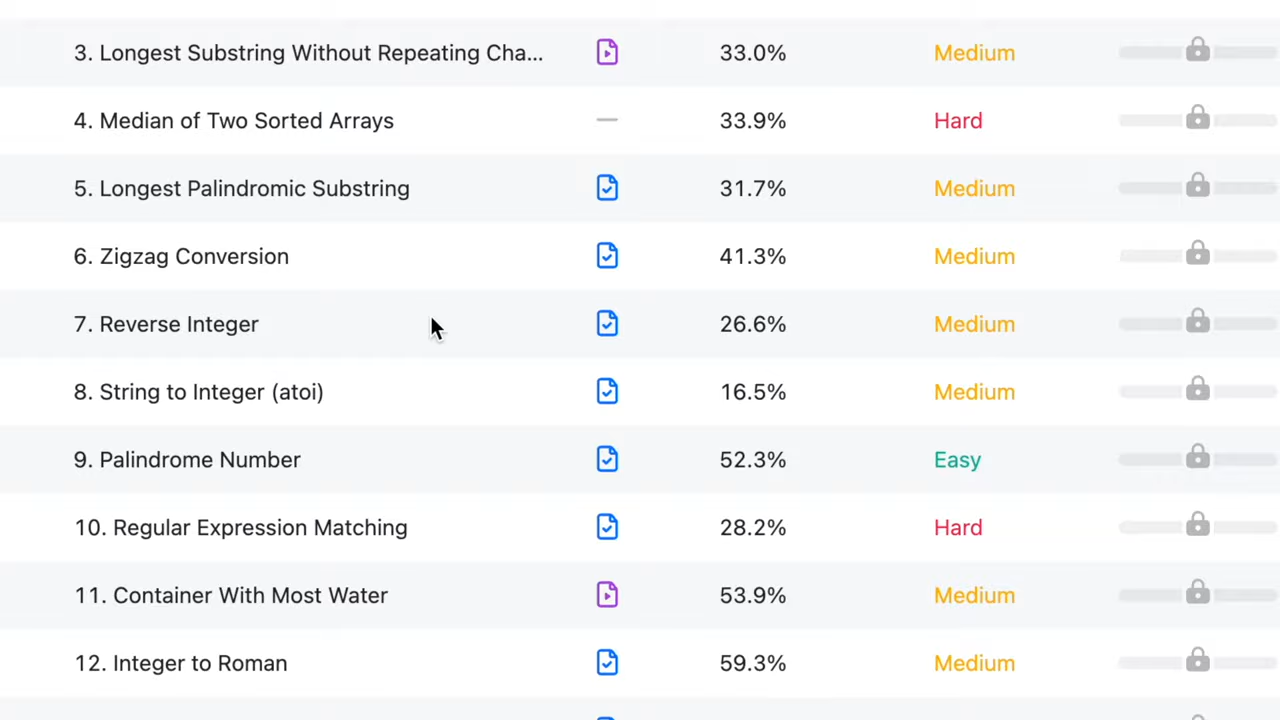 3. Longest Substring Without Repeating Cha... 33.0% Medium
4. Median of Two Sorted Arrays — 33.9% Hard
5. Longest Palindromic Substring 31.7% Medium
6. Zigzag Conversion 41.3% Medium
7. Reverse Integer 26.6% Medium
8. String to Integer (atoi) 16.5% Medium
9. Palindrome Number 52.3% Easy
10. Regular Expression Matching 28.2% Hard
11. Container With Most Water 53.9% Medium
12. Integer to Roman 59.3% Medium